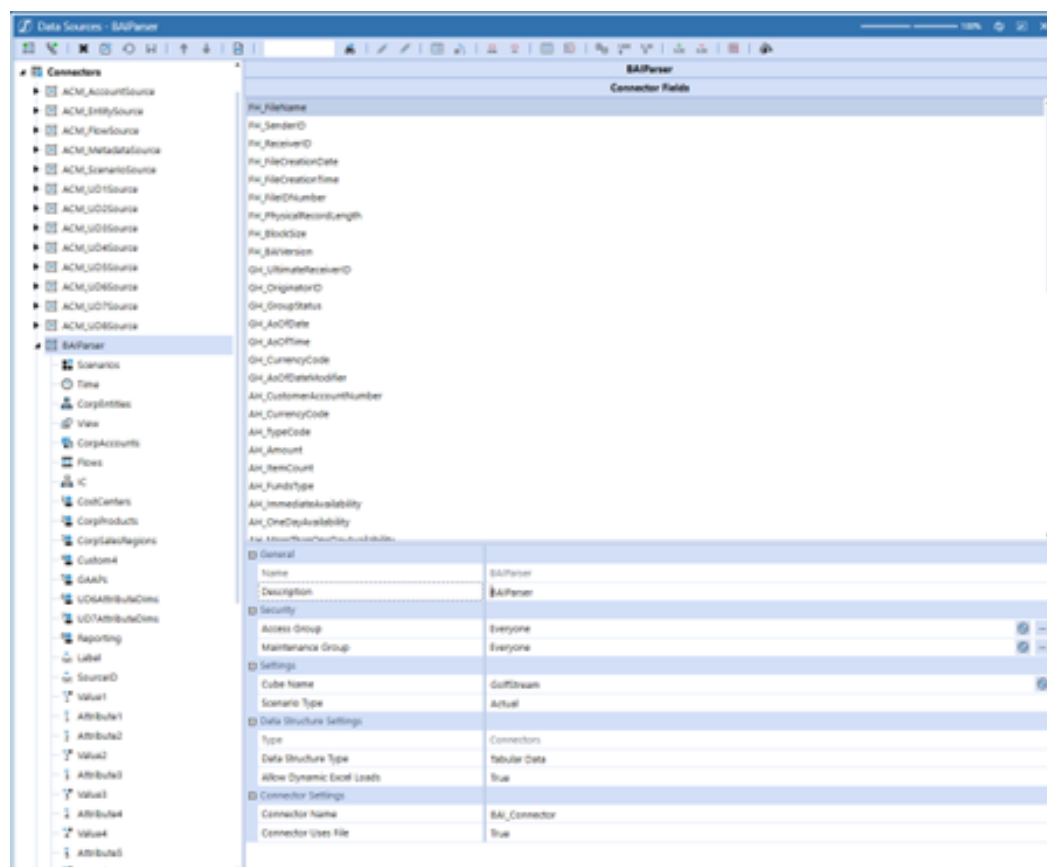 Data Sources - BAIParser
100%
Connectors
ACM_AccountSource
ACM_EntitySource
ACM_FlowSource
ACM_MetadataSource
ACM_ScenarioSource
ACM_UD1Source
ACM_UD2Source
ACM_UD3Source
ACM_UD4Source
ACM_UD5Source
ACM_UD6Source
ACM_UD7Source
ACM_UD8Source
BAIParser
Scenarios
Time
CorpEntities
View
CorpAccounts
Flows
IC
CostCenters
CorpProducts
CorpSalesRegions
Custom4
GAAPs
UD6AttributeDims
UD7AttributeDims
Reporting
Label
SourceID
Value1
Attribute1
Attribute2
Value2
Attribute3
Value3
Attribute4
Value4
Attribute5
BAIParser
Connector Fields
FH_FileName
FH_SenderID
FH_ReceiverID
FH_FileCreationDate
FH_FileCreationTime
FH_FileIDNumber
FH_PhysicalRecordLength
FH_BlockSize
FH_BAIVersion
GH_UltimateReceiverID
GH_OriginatorID
GH_GroupStatus
GH_AsOfDate
GH_AsOfTime
GH_CurrencyCode
GH_AsOfDateModifier
AH_CustomerAccountNumber
AH_CurrencyCode
AH_TypeCode
AH_Amount
AH_ItemCount
AH_FundsType
AH_ImmediateAvailability
AH_OneDayAvailability
AH_MoreThanOneDayAvailability
General
Name BAIParser
Description BAIParser
Security
Access Group Everyone
Maintenance Group Everyone
Settings
Cube Name GolfStream
Scenario Type Actual
Data Structure Settings
Type Connectors
Data Structure Type Tabular Data
Allow Dynamic Excel Loads True
Connector Settings
Connector Name BAI_Connector
Connector Uses File True